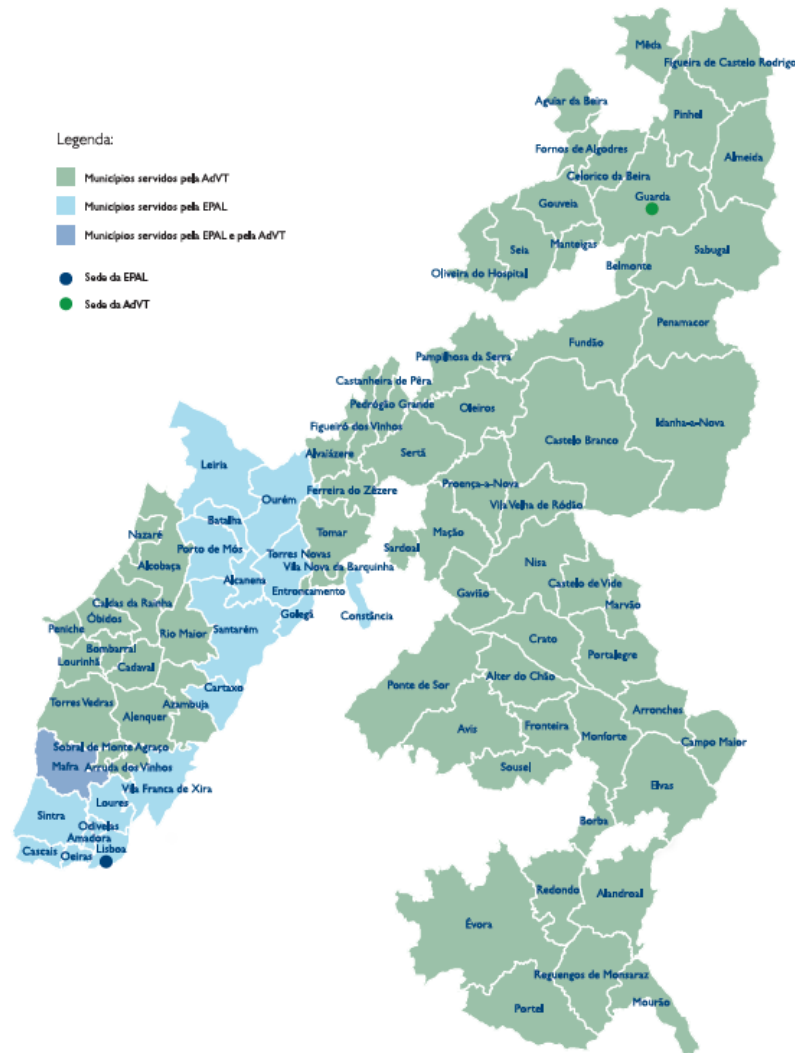 Mêda
Figueira de Castelo Rodrigo
Aguiar da Beira
Pinhel
Legenda:
Fornos de Algodres
Almeida
Municípios servidos pela AdVT
Celorico da Beira
Guarda
Municípios servidos pela EPAL
Gouveia
Municípios servidos pela EPAL e pela AdVT
Manteigas
Seia
Sabugal
Belmonte
Sede da EPAL
Oliveira do Hospital
Sede da AdVT
Penamacor
Fundão
Pampilhosa da Serra
Castanheira de Pêra
Pedrógão Grande
Oleiros
Idanha-a-Nova
Figueiró dos Vinhos
Castelo Branco
Alvaiázere
Sertã
Leiria
Proença-a-Nova
Ferreira do Zêzere
Ourém
Vila Velha de Ródão
Batalha
Tomar
Mação
Nazaré
Porto de Mós
Torres Novas
Sardoal
Nisa
Alcobaça
Vila Nova da Barquinha
Alcanena
Castelo de Vide
Entroncamento
Gavião
Caldas da Rainha
Marvão
Óbidos
Golegã
Constância
Peniche
Santarém
Rio Maior
Crato
Bombarral
Portalegre
Lourinhã
Cadaval
Alter do Chão
Ponte de Sor
Cartaxo
Torres Vedras
Azambuja
Arronches
Alenquer
Fronteira
Avis
Monforte
Campo Maior
Sobral de Monte Agraço
Mafra
Arruda dos Vinhos
Sousel
Elvas
Vila Franca de Xira
Loures
Sintra
Borba
Odivelas
Amadora
Lisboa
Cascais
Oeiras
Redondo
Alandroal
Évora
Reguengos de Monsaraz
Mourão
Portel